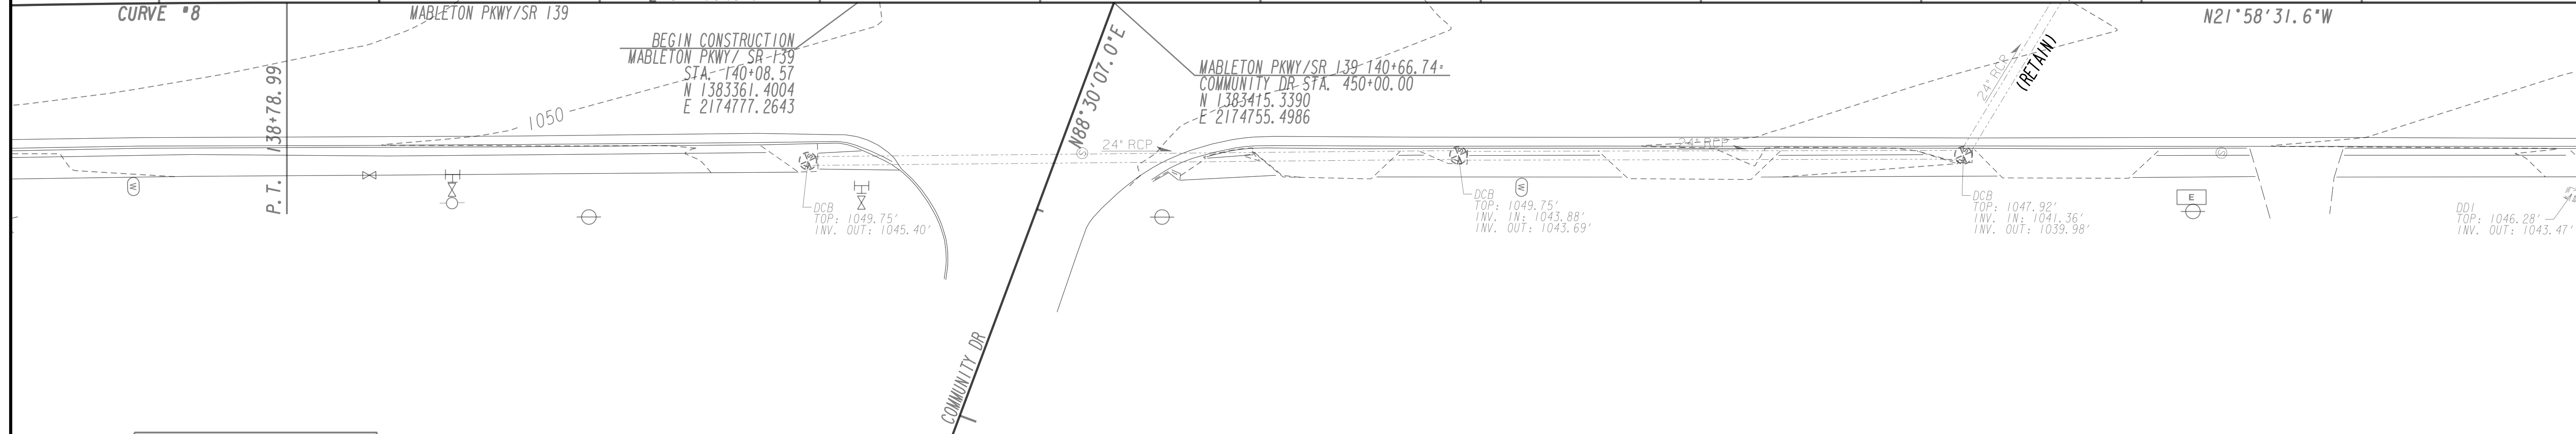 CURVE #8
MABLETON PKWY/SR 139
N21°58'31.6"W
P.T. 138+78.99
BEGIN CONSTRUCTION
MABLETON PKWY/ SR 139
STA. 140+08.57
N 1383361.4004
E 2174777.2643
1050
N88°30'07.0"E
MABLETON PKWY/SR 139 140+66.74=
COMMUNITY DR STA. 450+00.00
N 1383415.3390
E 2174755.4986
24" RCP
(RETAIN)
S
24" RCP
24" RCP
S
W
W
E
DCB
TOP: 1049.75'
INV. OUT: 1045.40'
DCB
TOP: 1049.75'
INV. IN: 1043.88'
INV. OUT: 1043.69'
DCB
TOP: 1047.92'
INV. IN: 1041.36'
INV. OUT: 1039.98'
DDI
TOP: 1046.28'
INV. OUT: 1043.47'
COMMUNITY DR